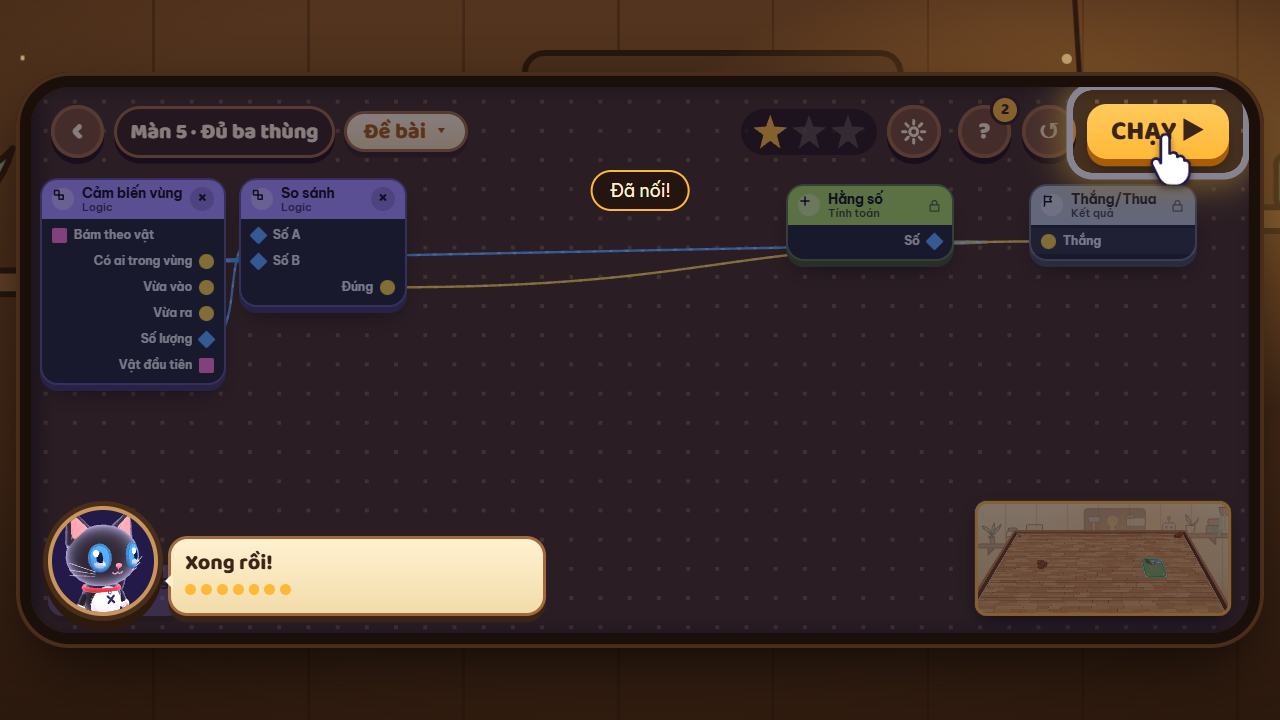 Màn 5 · Đủ ba thùng
Đề bài
2
?
CHẠY
Đã nối!
Cảm biến vùng
Logic
Bám theo vật
Có ai trong vùng
Vừa vào
Vừa ra
Số lượng
Vật đầu tiên
So sánh
Logic
Số A
Số B
Đúng
Hằng số
Tính toán
Số
Thắng/Thua
Kết quả
Thắng
Xong rồi!